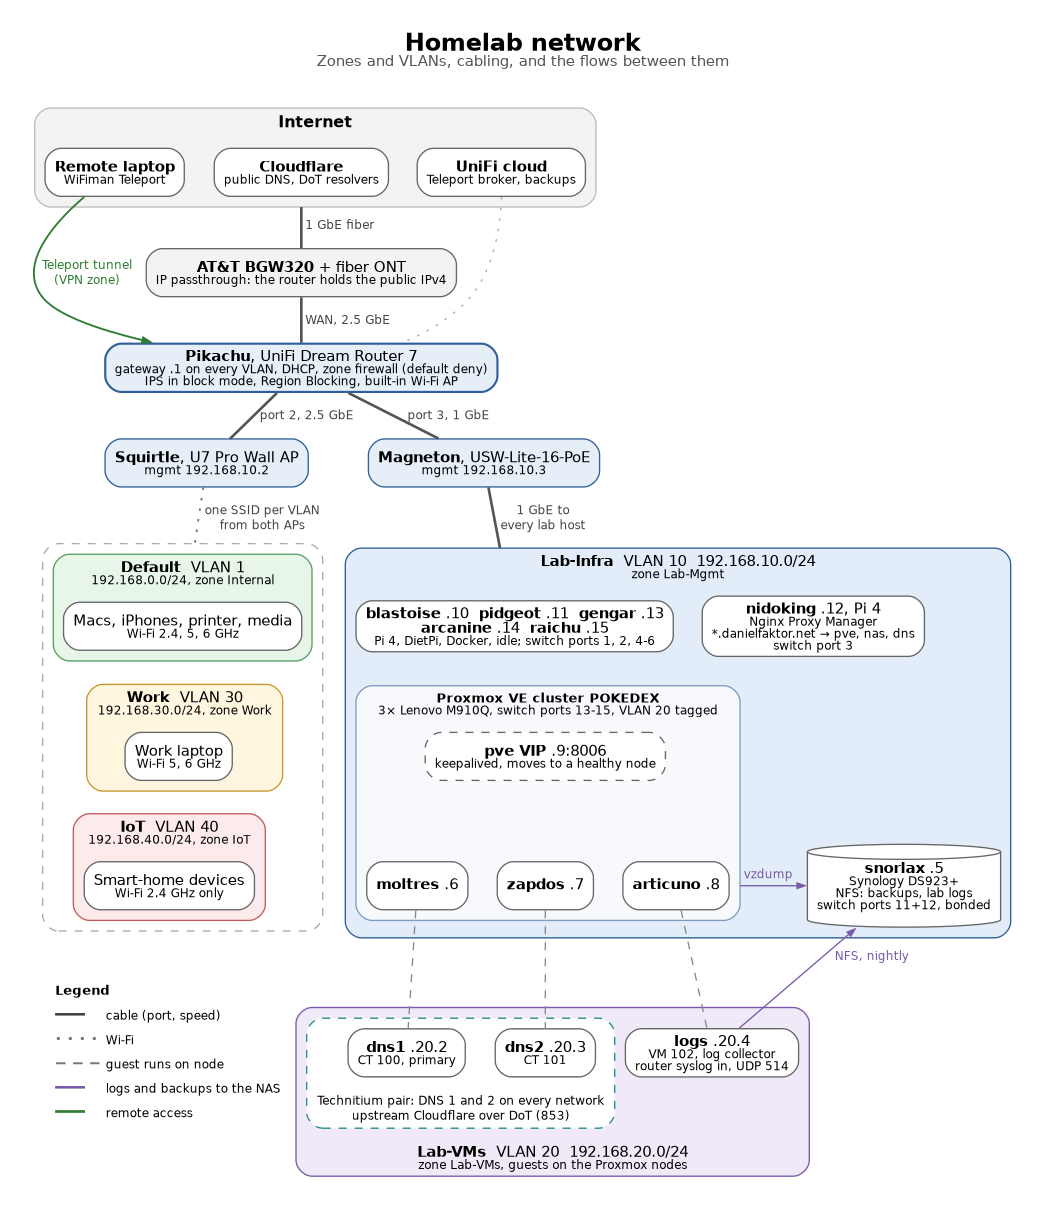 Homelab network
Zones and VLANs, cabling, and the flows between them
Internet
Remote laptop
WiFiman Teleport
Cloudflare
public DNS, DoT resolvers
UniFi cloud
Teleport broker, backups
1 GbE fiber
Teleport tunnel
(VPN zone)
AT&T BGW320 + fiber ONT
IP passthrough: the router holds the public IPv4
WAN, 2.5 GbE
Pikachu, UniFi Dream Router 7
gateway .1 on every VLAN, DHCP, zone firewall (default deny)
IPS in block mode, Region Blocking, built-in Wi-Fi AP
port 2, 2.5 GbE
port 3, 1 GbE
Squirtle, U7 Pro Wall AP
mgmt 192.168.10.2
Magneton, USW-Lite-16-PoE
mgmt 192.168.10.3
one SSID per VLAN
from both APs
1 GbE to
every lab host
Default VLAN 1
192.168.0.0/24, zone Internal
Macs, iPhones, printer, media
Wi-Fi 2.4, 5, 6 GHz
Work VLAN 30
192.168.30.0/24, zone Work
Work laptop
Wi-Fi 5, 6 GHz
IoT VLAN 40
192.168.40.0/24, zone IoT
Smart-home devices
Wi-Fi 2.4 GHz only
Lab-Infra VLAN 10 192.168.10.0/24
zone Lab-Mgmt
blastoise .10 pidgeot .11 gengar .13
arcanine .14 raichu .15
Pi 4, DietPi, Docker, idle; switch ports 1, 2, 4-6
nidoking .12, Pi 4
Nginx Proxy Manager
*.danielfaktor.net → pve, nas, dns
switch port 3
Proxmox VE cluster POKEDEX
3× Lenovo M910Q, switch ports 13-15, VLAN 20 tagged
pve VIP .9:8006
keepalived, moves to a healthy node
moltres .6
zapdos .7
articuno .8
vzdump
snorlax .5
Synology DS923+
NFS: backups, lab logs
switch ports 11+12, bonded
NFS, nightly
dns1 .20.2
CT 100, primary
dns2 .20.3
CT 101
logs .20.4
VM 102, log collector
router syslog in, UDP 514
Technitium pair: DNS 1 and 2 on every network
upstream Cloudflare over DoT (853)
Lab-VMs VLAN 20 192.168.20.0/24
zone Lab-VMs, guests on the Proxmox nodes
Legend
cable (port, speed)
Wi-Fi
guest runs on node
logs and backups to the NAS
remote access